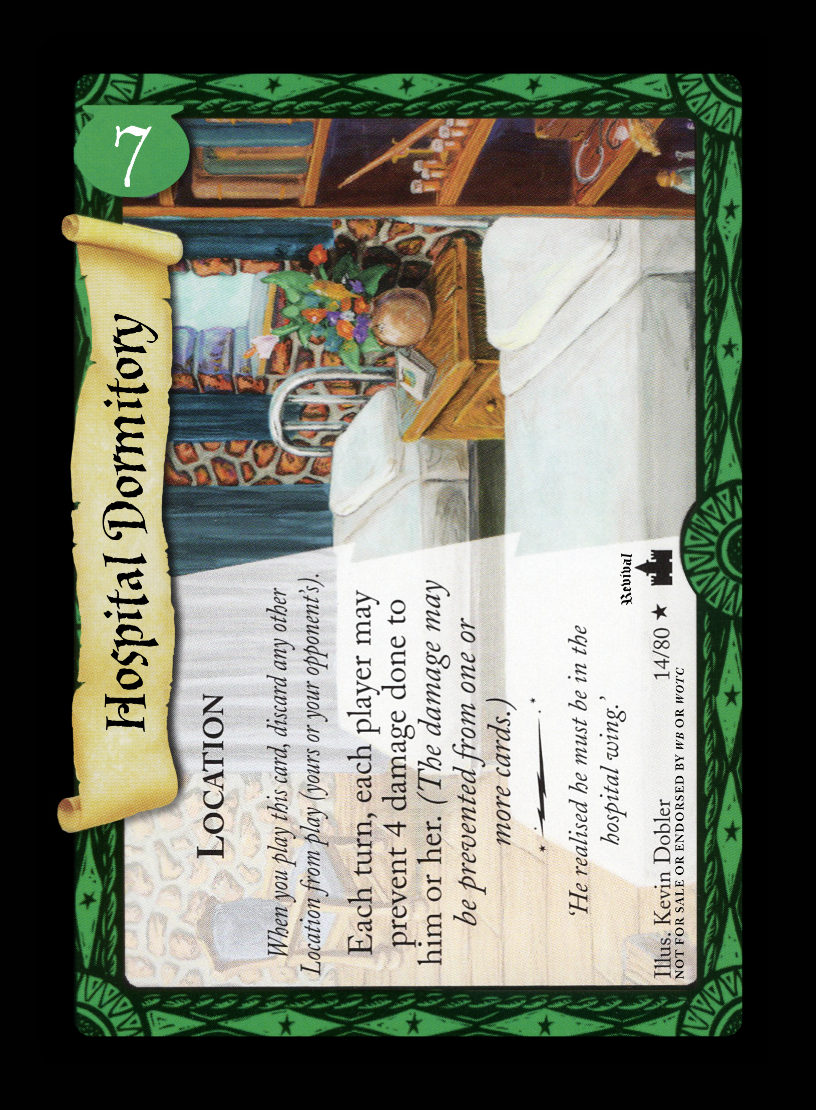 7
Hospital Dormitory
LOCATION
When you play this card, discard any other
Location from play (yours or your opponent's).
Each turn, each player may
prevent 4 damage done to
him or her. (The damage may
be prevented from one or
more cards.)
'He realised he must be in the
hospital wing.'
Revival
Illus. Kevin Dobler 14/80 ★
NOT FOR SALE OR ENDORSED BY WB OR WOTC